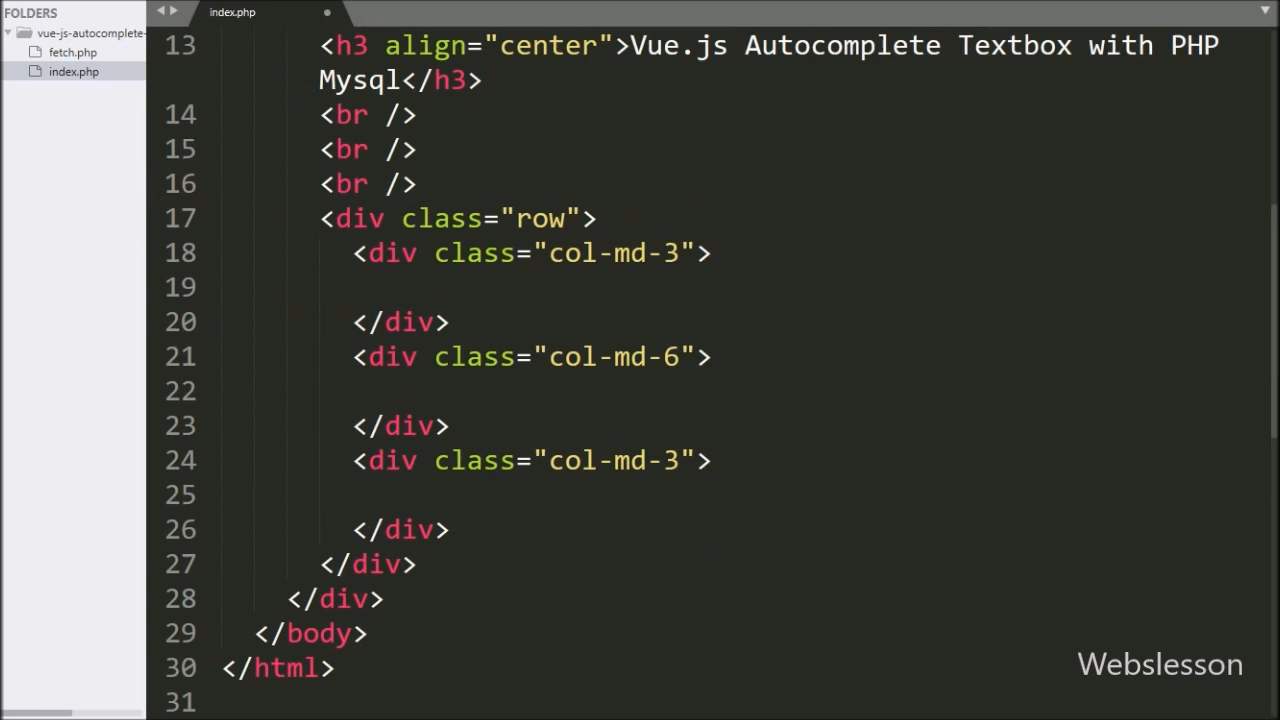 FOLDERS
vue-js-autocomplete-
fetch.php
index.php
index.php
13 <h3 align="center">Vue.js Autocomplete Textbox with PHP
Mysql</h3>
14 <br />
15 <br />
16 <br />
17 <div class="row">
18 <div class="col-md-3">
19
20 </div>
21 <div class="col-md-6">
22
23 </div>
24 <div class="col-md-3">
25
26 </div>
27 </div>
28 </div>
29 </body>
30 </html>
31
Webslesson